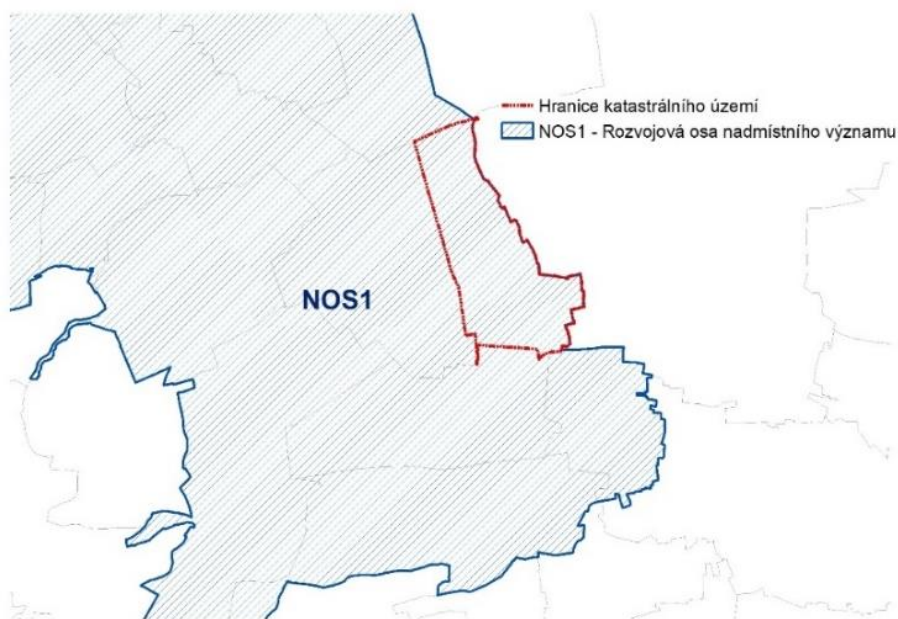 Hranice katastrálního území
NOS1 - Rozvojová osa nadmístního významu
NOS1